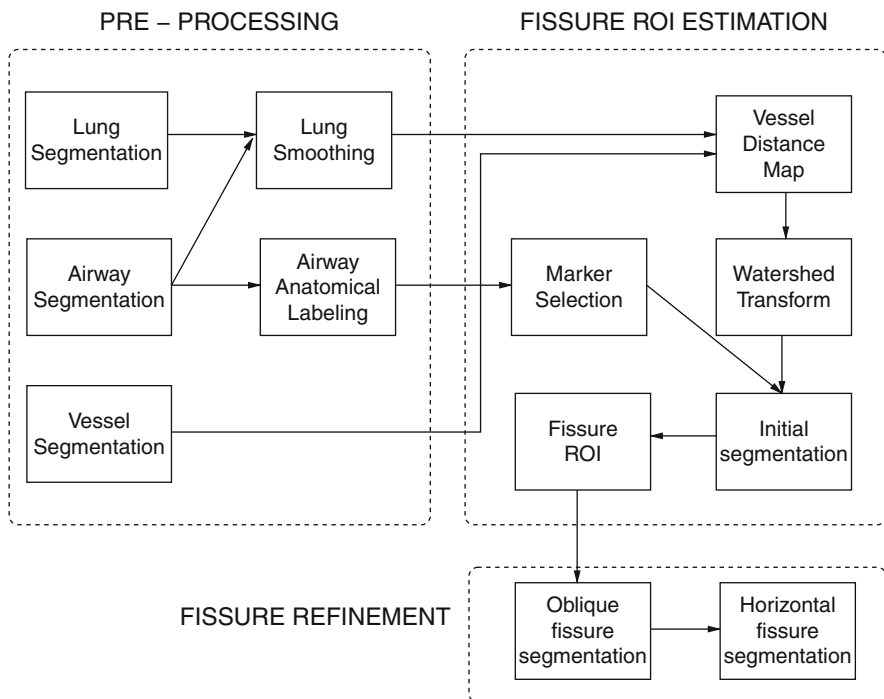 PRE – PROCESSING
FISSURE ROI ESTIMATION
Lung
Segmentation
Lung
Smoothing
Vessel
Distance
Map
Airway
Segmentation
Airway
Anatomical
Labeling
Marker
Selection
Watershed
Transform
Vessel
Segmentation
Fissure
ROI
Initial
segmentation
FISSURE REFINEMENT
Oblique
fissure
segmentation
Horizontal
fissure
segmentation